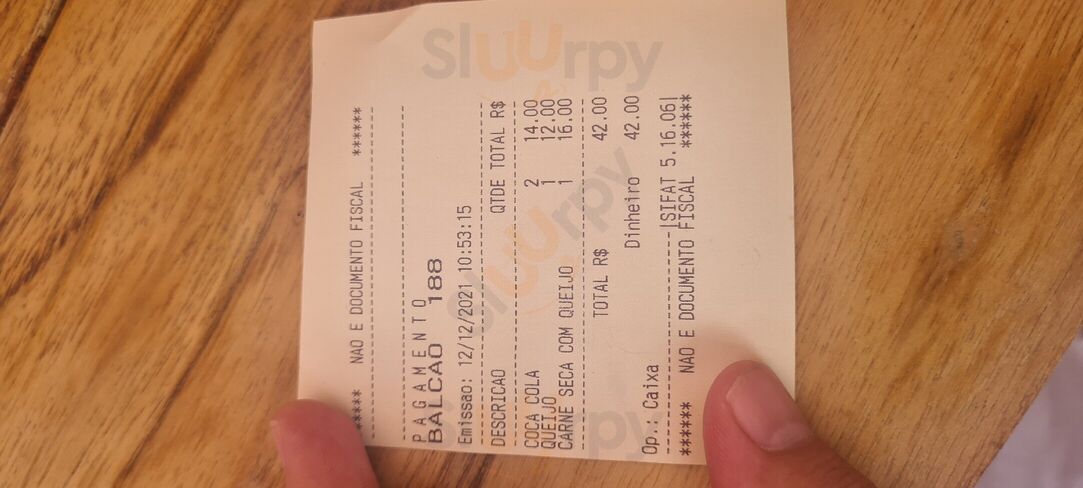 ****** NAO E DOCUMENTO FISCAL ******
--------------------------------
--------------------------------
P A G A M E N T O
BALCAO 188
Emissao: 12/12/2021 10:53:15
--------------------------------
DESCRICAO QTDE TOTAL R$
--------------------------------
COCA COLA 2 14.00
QUEIJO 1 12.00
CARNE SECA COM QUEIJO 1 16.00
--------------------------------
TOTAL R$ 42.00
Dinheiro 42.00
Op.: Caixa
--------------------|SIFAT 5.16.06|
****** NAO E DOCUMENTO FISCAL ******
Sluurpy
Sluurpy
Sluurpy